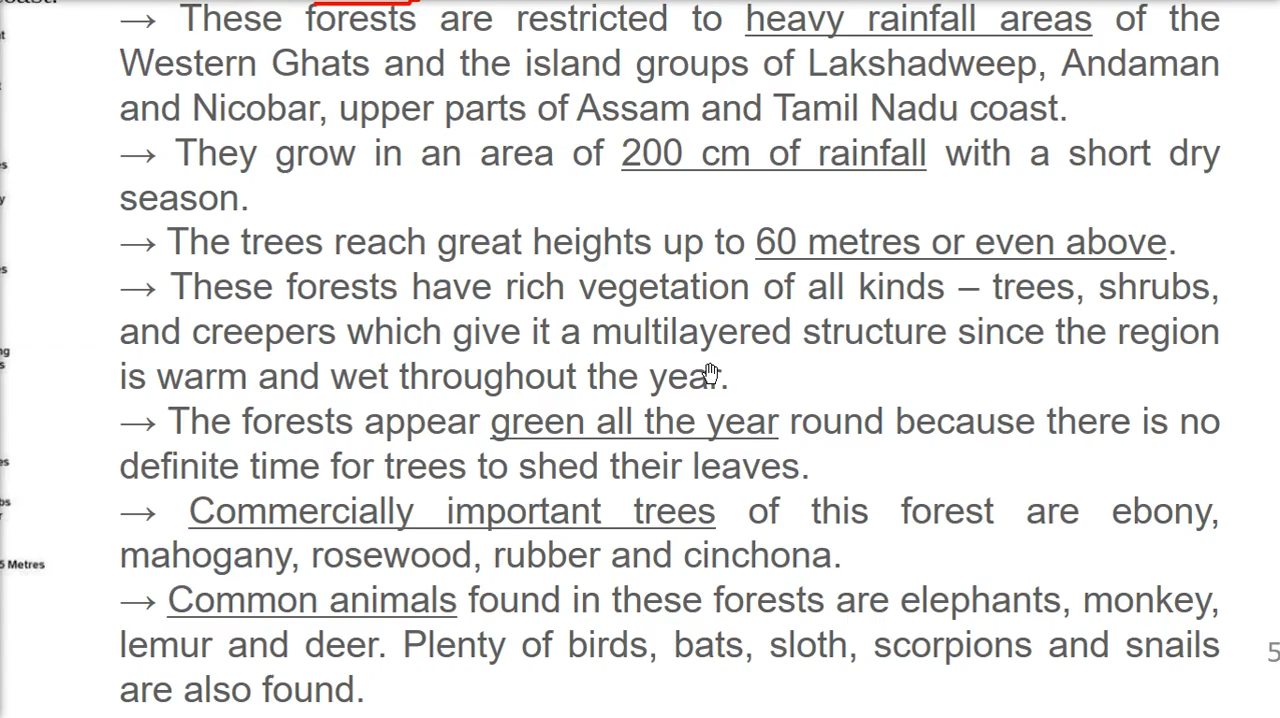 → These forests are restricted to heavy rainfall areas of the
Western Ghats and the island groups of Lakshadweep, Andaman
and Nicobar, upper parts of Assam and Tamil Nadu coast.
→ They grow in an area of 200 cm of rainfall with a short dry
season.
→ The trees reach great heights up to 60 metres or even above.
→ These forests have rich vegetation of all kinds – trees, shrubs,
and creepers which give it a multilayered structure since the region
is warm and wet throughout the year.
→ The forests appear green all the year round because there is no
definite time for trees to shed their leaves.
→ Commercially important trees of this forest are ebony,
mahogany, rosewood, rubber and cinchona.
5 Metres
→ Common animals found in these forests are elephants, monkey,
lemur and deer. Plenty of birds, bats, sloth, scorpions and snails
are also found.
5